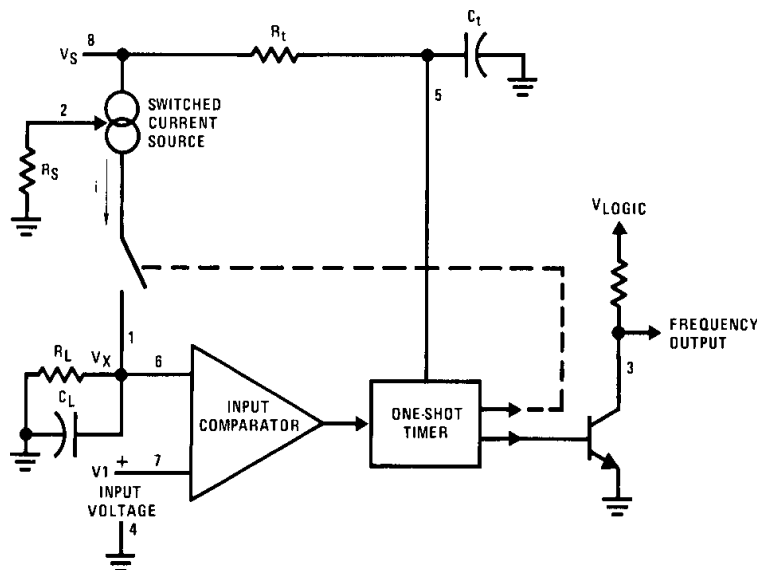 8
VS
Rt
Ct
5
2
SWITCHED
CURRENT
SOURCE
RS
i
VLOGIC
FREQUENCY
OUTPUT
3
1
RL
VX
6
CL
INPUT
COMPARATOR
ONE-SHOT
TIMER
V1
+
7
INPUT
VOLTAGE
4